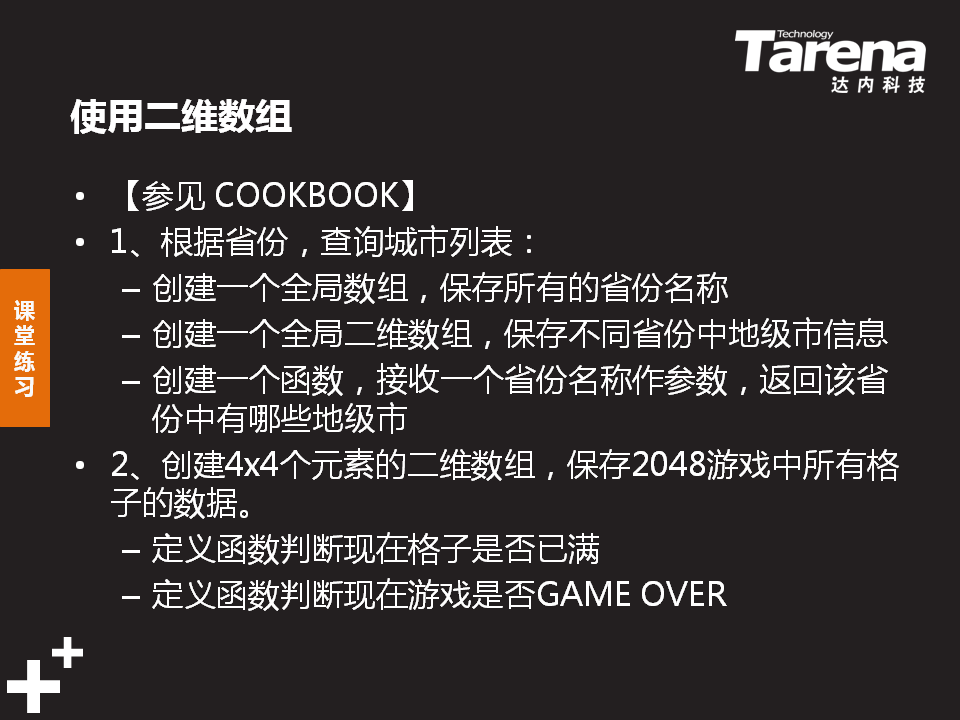 Technology
Tarena
达内科技
使用二维数组
• 【参见 COOKBOOK】
• 1、根据省份，查询城市列表：
– 创建一个全局数组，保存所有的省份名称
– 创建一个全局二维数组，保存不同省份中地级市信息
– 创建一个函数，接收一个省份名称作参数，返回该省
份中有哪些地级市
• 2、创建4x4个元素的二维数组，保存2048游戏中所有格
子的数据。
– 定义函数判断现在格子是否已满
– 定义函数判断现在游戏是否GAME OVER
课
堂
练
习